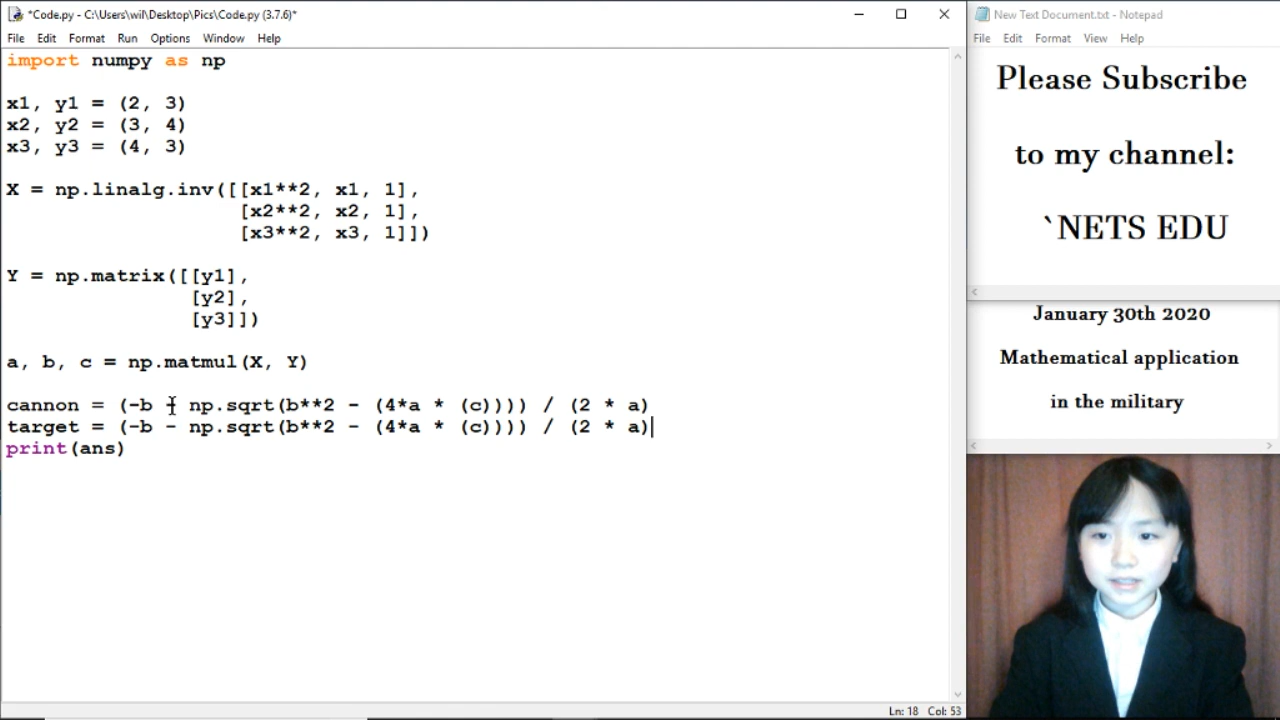 *Code.py - C:\Users\wil\Desktop\Pics\Code.py (3.7.6)*
File Edit Format Run Options Window Help
import numpy as np
x1, y1 = (2, 3)
x2, y2 = (3, 4)
x3, y3 = (4, 3)
X = np.linalg.inv([[x1**2, x1, 1],
[x2**2, x2, 1],
[x3**2, x3, 1]])
Y = np.matrix([[y1],
[y2],
[y3]])
a, b, c = np.matmul(X, Y)
cannon = (-b + np.sqrt(b**2 - (4*a * (c)))) / (2 * a)
target = (-b - np.sqrt(b**2 - (4*a * (c)))) / (2 * a)
print(ans)
Ln: 18 Col: 53
New Text Document.txt - Notepad
File Edit Format View Help
Please Subscribe
to my channel:
`NETS EDU
January 30th 2020
Mathematical application
in the military